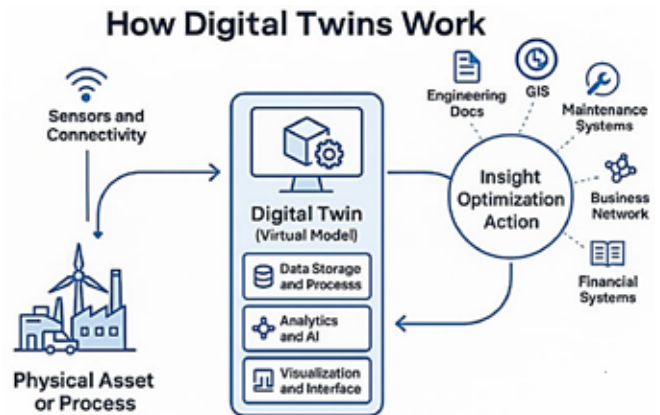 How Digital Twins Work
Sensors and
Connectivity
Physical Asset
or Process
Digital Twin
(Virtual Model)
Data Storage
and Processs
Analytics
and AI
Visualization
and Interface
Insight
Optimization
Action
Engineering
Docs
GIS
Maintenance
Systems
Business
Network
Financial
Systems